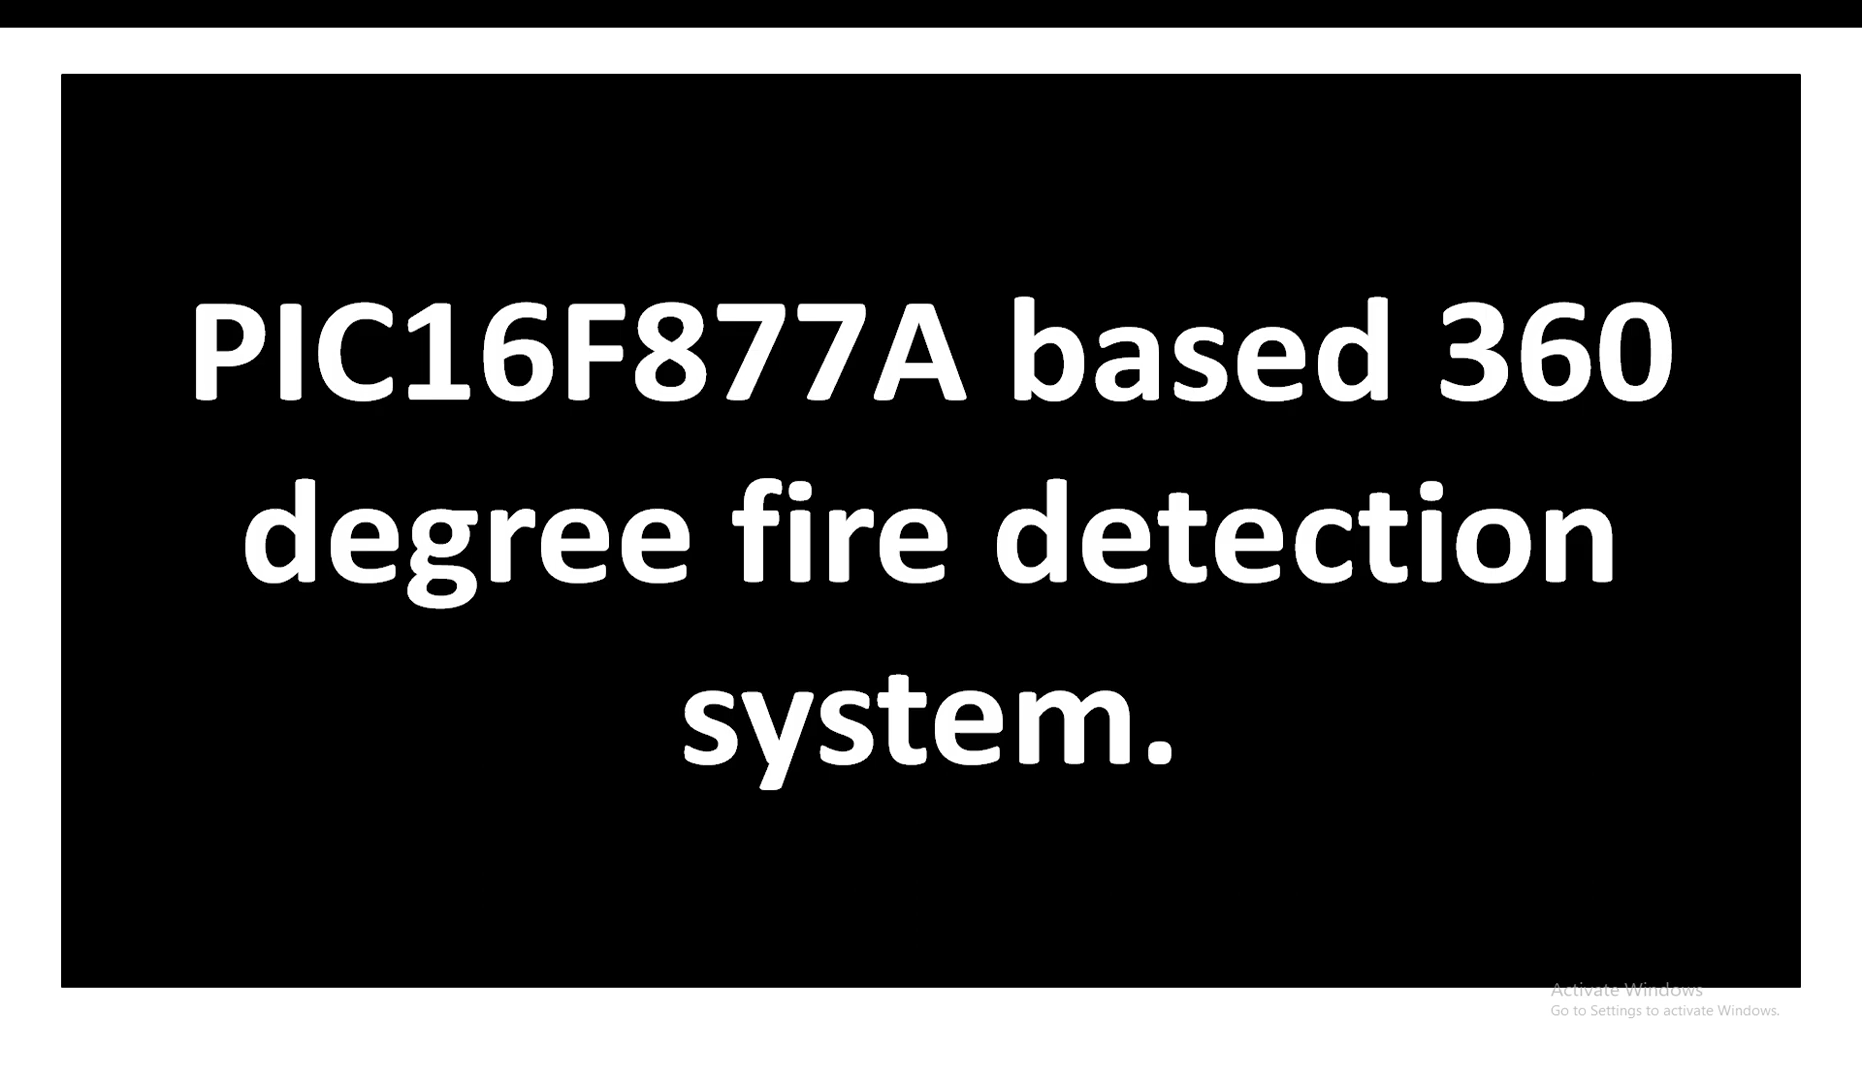 PIC16F877A based 360
degree fire detection
system.
Activate Windows
Go to Settings to activate Windows.